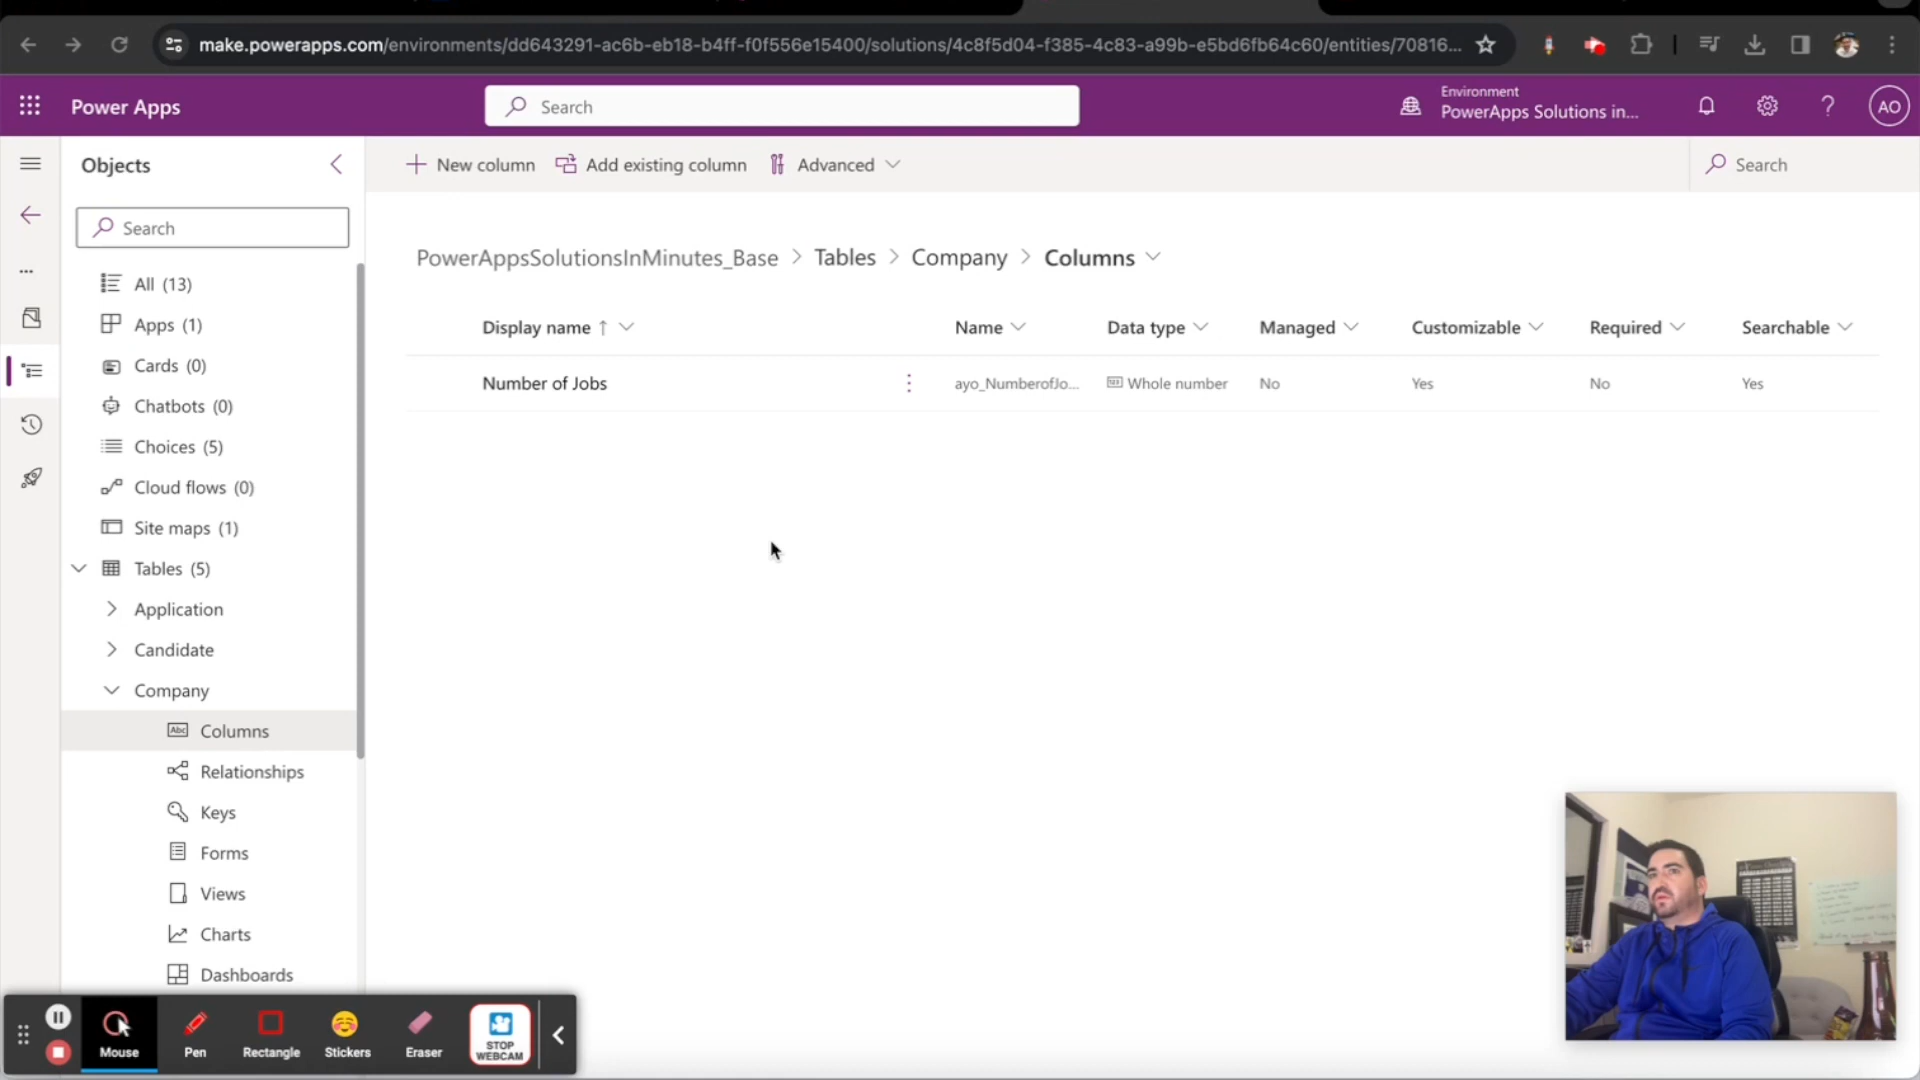 make.powerapps.com/environments/dd643291-ac6b-eb18-b4ff-f0f556e15400/solutions/4c8f5d04-f385-4c83-a99b-e5bd6fb64c60/entities/70816...
Power Apps
Search
Environment
PowerApps Solutions in...
?
AO
Objects
New column
Add existing column
Advanced
Search
Search
PowerAppsSolutionsInMinutes_Base > Tables > Company > Columns
All (13)
Apps (1)
Cards (0)
Chatbots (0)
Choices (5)
Cloud flows (0)
Site maps (1)
Tables (5)
Application
Candidate
Company
Abc Columns
Relationships
Keys
Forms
Views
Charts
Dashboards
Display name ↑
Name
Data type
Managed
Customizable
Required
Searchable
Number of Jobs
ayo_NumberofJo...
Whole number
No
Yes
No
Yes
Mouse
Pen
Rectangle
Stickers
Eraser
STOP
WEBCAM